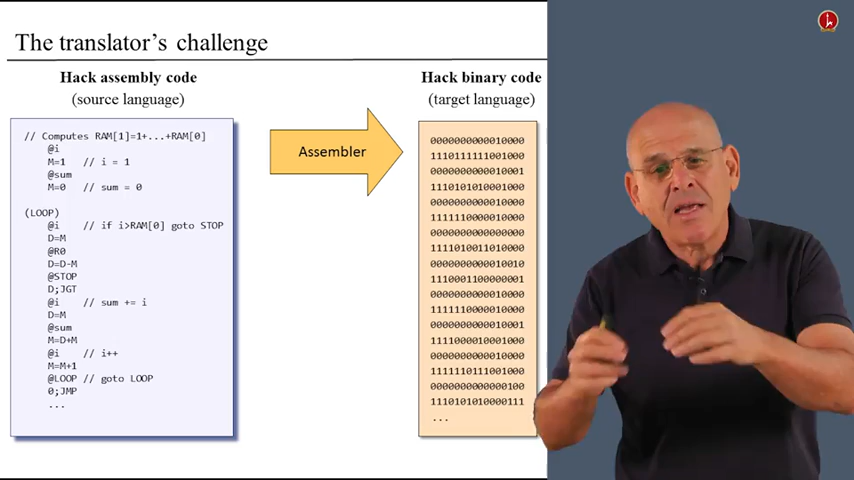 The translator's challenge
Hack assembly code
(source language)
// Computes RAM[1]=1+...+RAM[0]
@i
M=1 // i = 1
@sum
M=0 // sum = 0
(LOOP)
@i // if i>RAM[0] goto STOP
D=M
@R0
D=D-M
@STOP
D;JGT
@i // sum += i
D=M
@sum
M=D+M
@i // i++
M=M+1
@LOOP // goto LOOP
0;JMP
...
Assembler
Hack binary code
(target language)
0000000000010000
1110111111001000
0000000000010001
1110101010001000
0000000000010000
1111110000010000
0000000000000000
1111010011010000
0000000000010010
1110001100000001
0000000000010000
1111110000010000
0000000000010001
1111000010001000
0000000000010000
1111110111001000
0000000000000100
1110101010000111
...